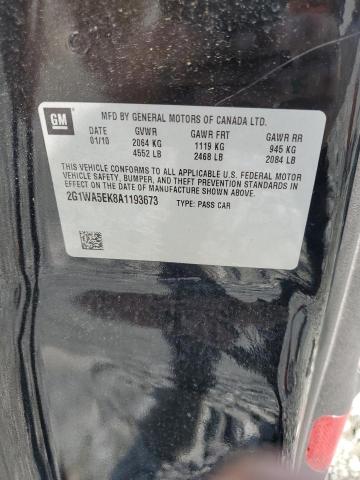 GM
MFD BY GENERAL MOTORS OF CANADA LTD.
DATE GVWR GAWR FRT GAWR RR
01/10 2064 KG 1119 KG 945 KG
4552 LB 2468 LB 2084 LB
THIS VEHICLE CONFORMS TO ALL APPLICABLE U.S. FEDERAL MOTOR
VEHICLE SAFETY, BUMPER, AND THEFT PREVENTION STANDARDS
IN EFFECT ON THE DATE OF MANUFACTURE SHOWN ABOVE.
2G1WA5EK8A1193673 TYPE: PASS CAR